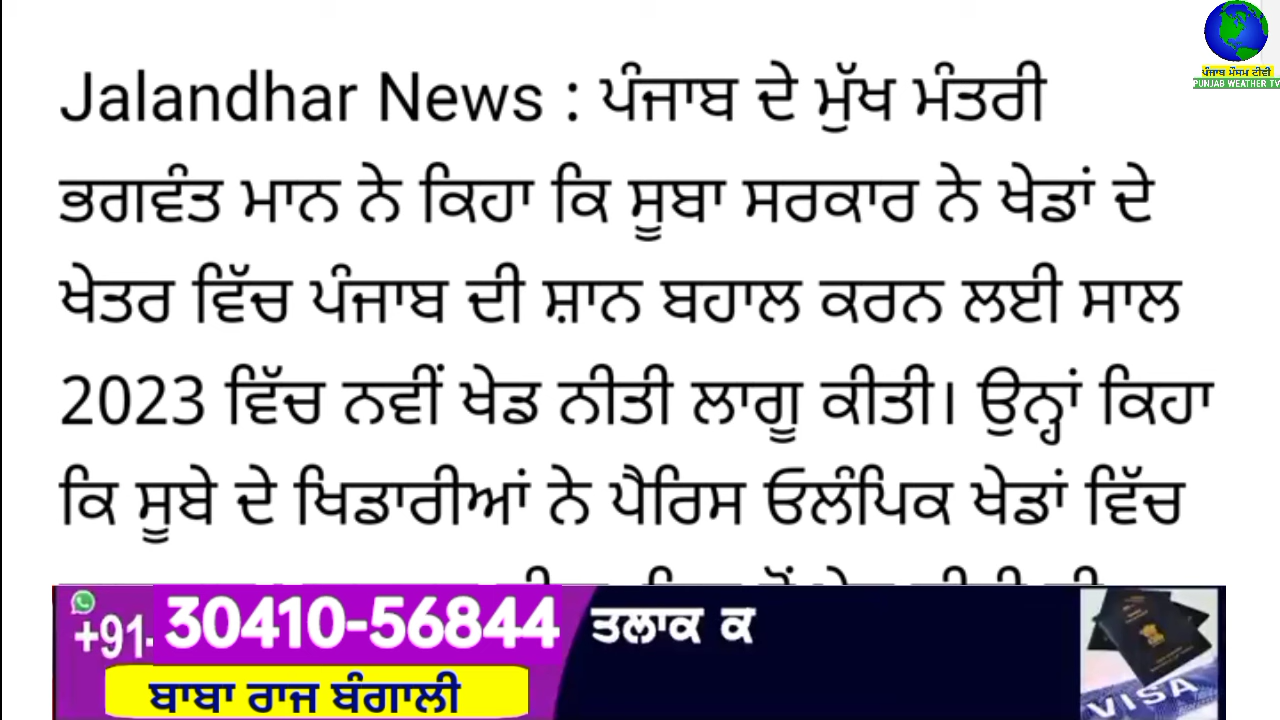 ਪੰਜਾਬ ਮੌਸਮ ਟੀਵੀ
PUNJAB WEATHER TV
Jalandhar News : ਪੰਜਾਬ ਦੇ ਮੁੱਖ ਮੰਤਰੀ
ਭਗਵੰਤ ਮਾਨ ਨੇ ਕਿਹਾ ਕਿ ਸੂਬਾ ਸਰਕਾਰ ਨੇ ਖੇਡਾਂ ਦੇ
ਖੇਤਰ ਵਿੱਚ ਪੰਜਾਬ ਦੀ ਸ਼ਾਨ ਬਹਾਲ ਕਰਨ ਲਈ ਸਾਲ
2023 ਵਿੱਚ ਨਵੀਂ ਖੇਡ ਨੀਤੀ ਲਾਗੂ ਕੀਤੀ। ਉਨ੍ਹਾਂ ਕਿਹਾ
ਕਿ ਸੂਬੇ ਦੇ ਖਿਡਾਰੀਆਂ ਨੇ ਪੈਰਿਸ ਓਲੰਪਿਕ ਖੇਡਾਂ ਵਿੱਚ
+91. 30410-56844 ਤਲਾਕ ਕ
ਬਾਬਾ ਰਾਜ ਬੰਗਾਲੀ
VISA